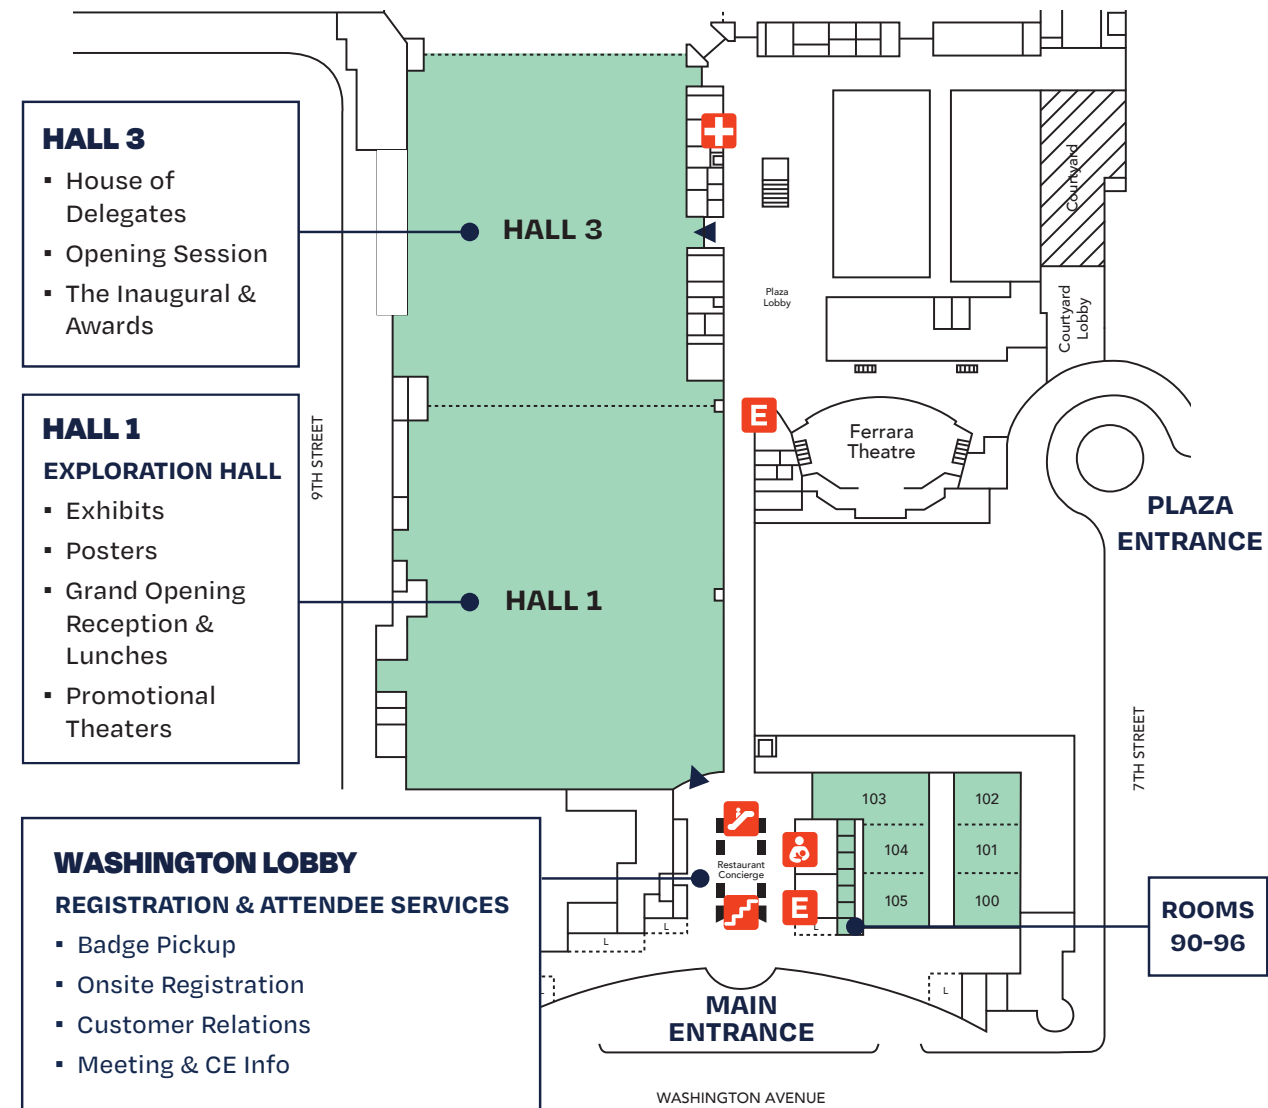 HALL 3
▪ House of
Delegates
▪ Opening Session
▪ The Inaugural &
Awards
HALL 1
EXPLORATION HALL
▪ Exhibits
▪ Posters
▪ Grand Opening
Reception &
Lunches
▪ Promotional
Theaters
WASHINGTON LOBBY
REGISTRATION & ATTENDEE SERVICES
▪ Badge Pickup
▪ Onsite Registration
▪ Customer Relations
▪ Meeting & CE Info
9TH STREET
HALL 3
HALL 1
Plaza
Lobby
Courtyard
Courtyard
Lobby
E
Ferrara
Theatre
PLAZA
ENTRANCE
7TH STREET
103
102
104
101
105
100
Restaurant
Concierge
E
L
L
L
L
L
ROOMS
90-96
MAIN
ENTRANCE
WASHINGTON AVENUE